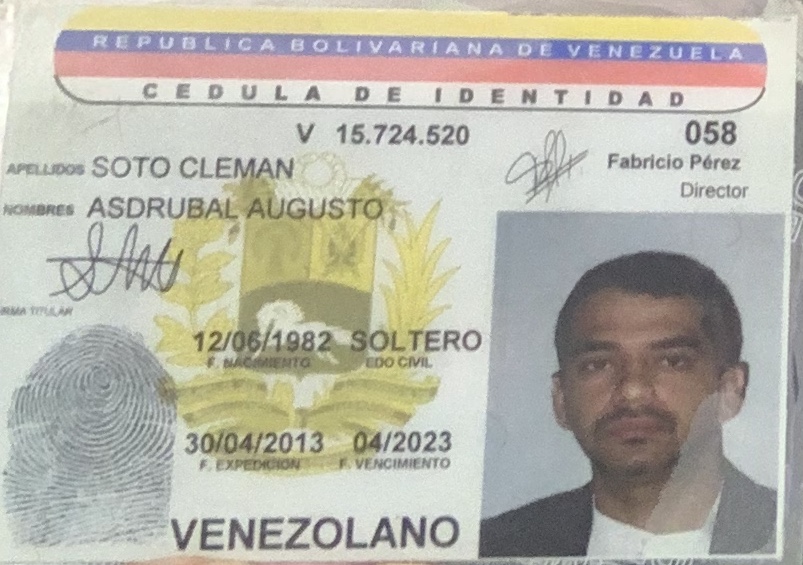 REPUBLICA BOLIVARIANA DE VENEZUELA
CEDULA DE IDENTIDAD
V 15.724.520
058
APELLIDOS SOTO CLEMAN
Fabricio Pérez
Director
NOMBRES ASDRUBAL AUGUSTO
FIRMA TITULAR
12/06/1982 SOLTERO
F. NACIMIENTO EDO CIVIL
30/04/2013 04/2023
F. EXPEDICION F. VENCIMIENTO
VENEZOLANO